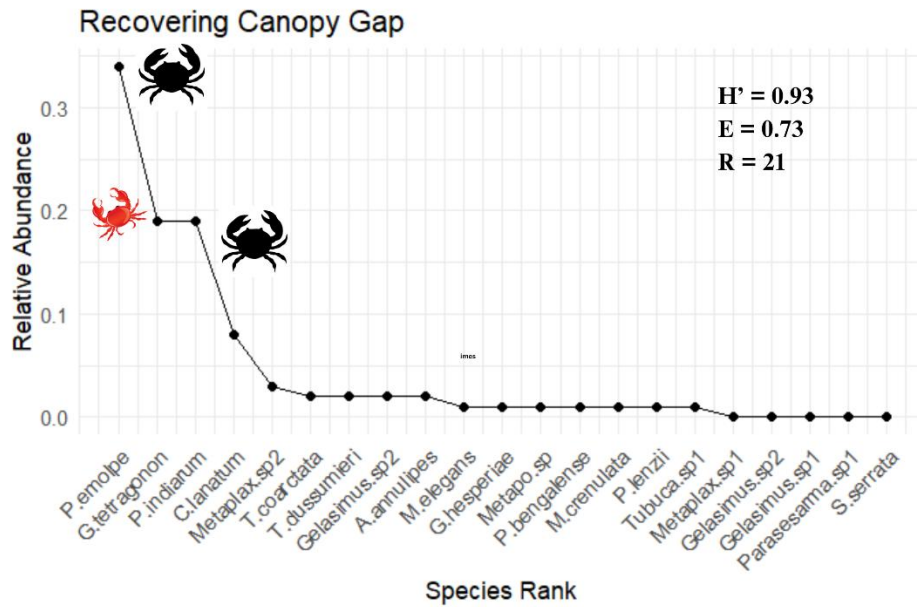 Recovering Canopy Gap
H' = 0.93
E = 0.73
R = 21
Relative Abundance
0.3
0.2
0.1
0.0
imes
P.emolpe
G.tetragonon
P.indiarum
C.lanatum
Metaplax.sp2
T.coarctata
T.dussumieri
Gelasimus.sp2
A.annulipes
M.elegans
G.hesperiae
Metapo.sp
P.bengalense
M.crenulata
P.lenzii
Tubuca.sp1
Metaplax.sp1
Gelasimus.sp2
Gelasimus.sp1
Parasesarma.sp1
S.serrata
Species Rank